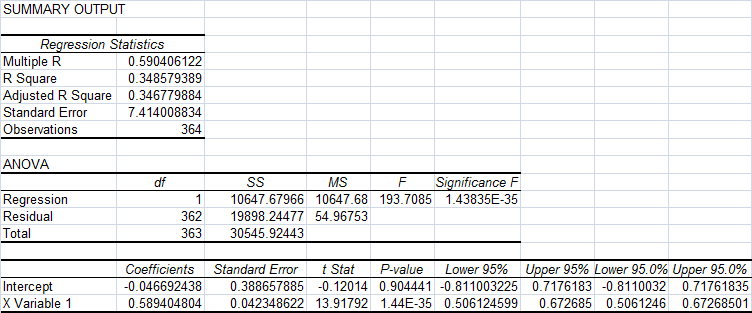 SUMMARY OUTPUT
Regression Statistics
Multiple R 0.590406122
R Square 0.348579389
Adjusted R Square 0.346779884
Standard Error 7.414008834
Observations 364
ANOVA
df SS MS F Significance F
Regression 1 10647.67966 10647.68 193.7085 1.43835E-35
Residual 362 19898.24477 54.96753
Total 363 30545.92443
Coefficients Standard Error t Stat P-value Lower 95% Upper 95% Lower 95.0% Upper 95.0%
Intercept -0.046692438 0.388657885 -0.12014 0.904441 -0.811003225 0.7176183 -0.8110032 0.71761835
X Variable 1 0.589404804 0.042348622 13.91792 1.44E-35 0.506124599 0.672685 0.5061246 0.67268501